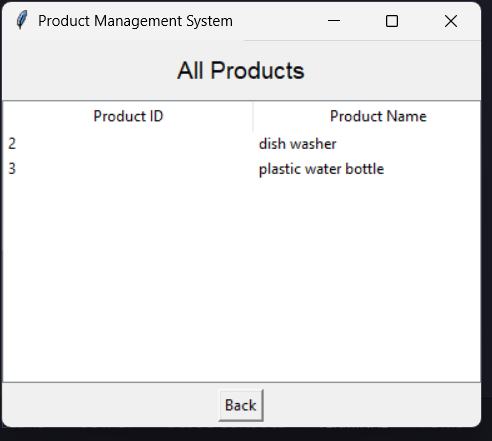 Product Management System
All Products
Product ID Product Name
2 dish washer
3 plastic water bottle
Back